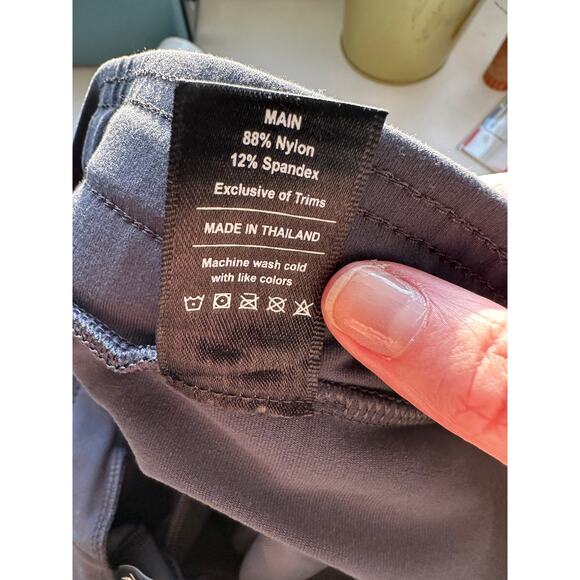 MAIN
88% Nylon
12% Spandex
Exclusive of Trims
MADE IN THAILAND
Machine wash cold
with like colors